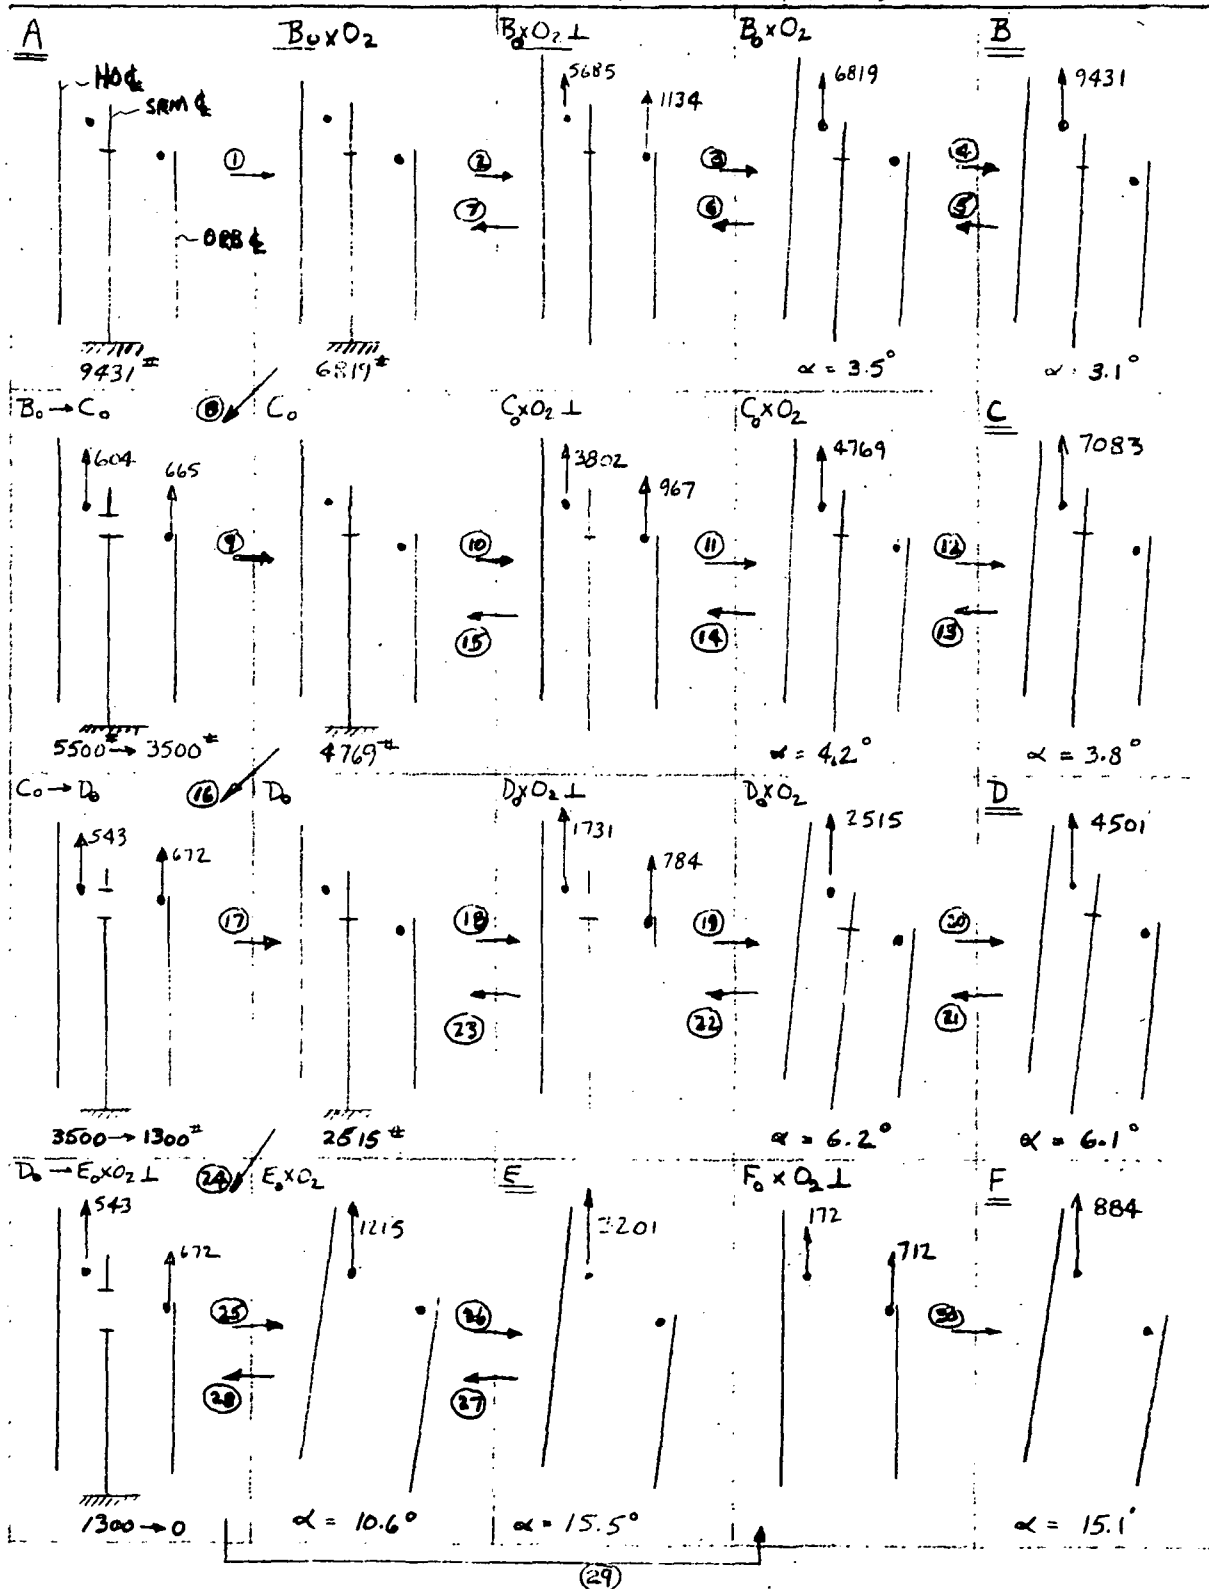 A
B₀xO₂
B₀xO₂ ⊥
B₀xO₂
B
HO ℄
SRM ℄
ORB ℄
5685
1134
6819
9431
①
②
③
④
⑦
⑥
⑤
9431#
6819#
α = 3.5°
α = 3.1°
B₀ → C₀
⑧
C₀
C₀xO₂ ⊥
C₀xO₂
C
604
665
3802
967
4769
7083
⑨
⑩
⑪
⑫
⑮
⑭
⑬
5500# → 3500#
4769#
α = 4.2°
α = 3.8°
C₀ → D₀
⑯
D₀
D₀xO₂ ⊥
D₀xO₂
D
543
672
1731
784
2515
4501
⑰
⑱
⑲
⑳
㉓
㉒
㉑
3500 → 1300#
2515#
α = 6.2°
α = 6.1°
D₀ → E₀xO₂ ⊥
㉔
E₀xO₂
E
F₀xO₂ ⊥
F
543
672
1215
3201
172
712
884
㉕
㉖
㉚
㉘
㉗
1300 → 0
α = 10.6°
α = 15.5°
α = 15.1°
㉙